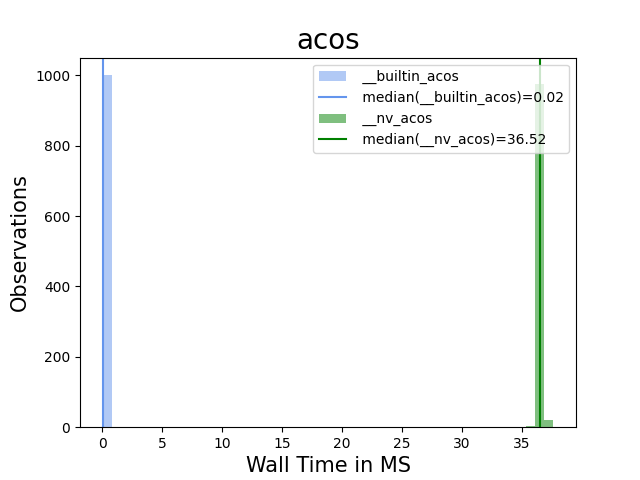 acos
Observations
1000
800
600
400
200
0
__builtin_acos
median(__builtin_acos)=0.02
__nv_acos
median(__nv_acos)=36.52
0 5 10 15 20 25 30 35
Wall Time in MS